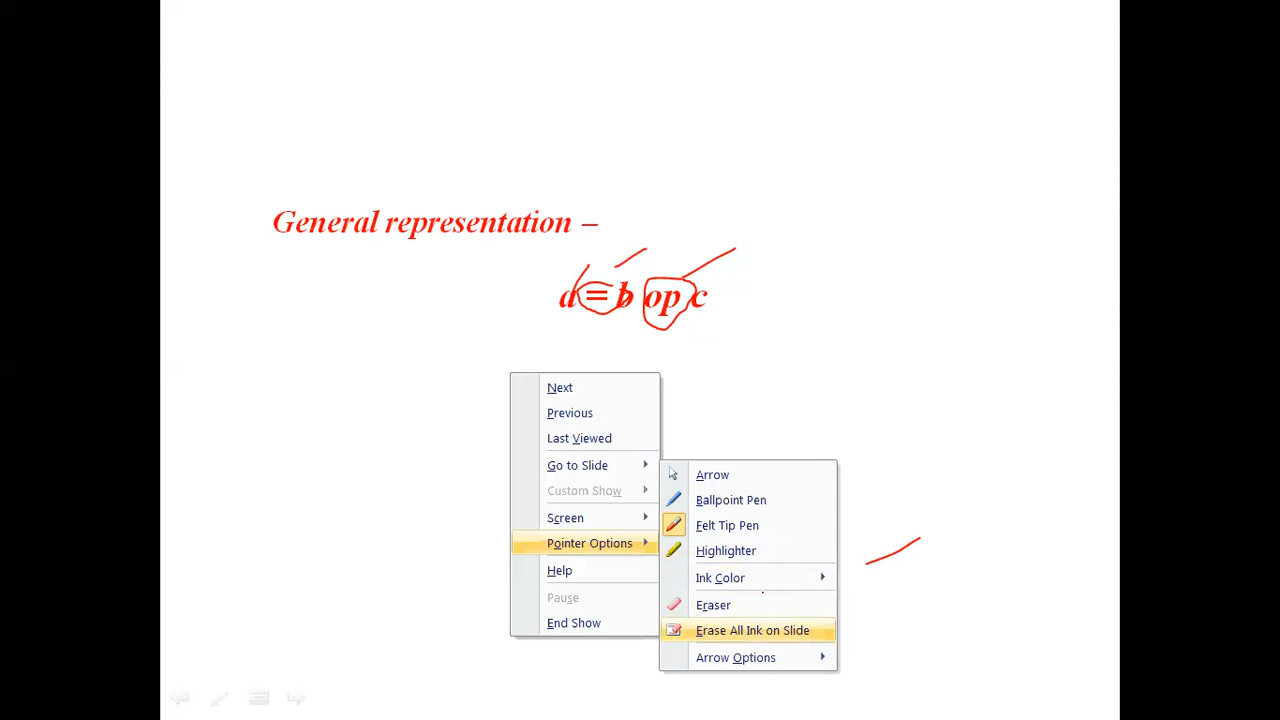 General representation –
a = b op c
Next
Previous
Last Viewed
Go to Slide
Custom Show
Screen
Pointer Options
Help
Pause
End Show
Arrow
Ballpoint Pen
Felt Tip Pen
Highlighter
Ink Color
Eraser
Erase All Ink on Slide
Arrow Options